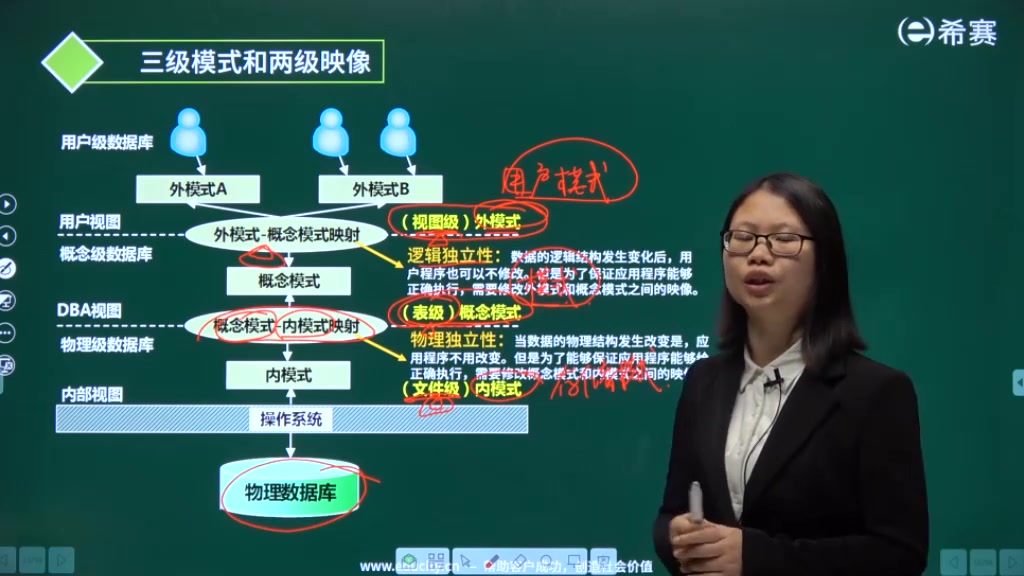 希赛
三级模式和两级映像
用户级数据库
外模式A
外模式B
用户模式
用户视图
外模式-概念模式映射
（视图级）外模式
概念级数据库
逻辑独立性：数据的逻辑结构发生变化后，用
户程序也可以不修改。但是为了保证应用程序能够
正确执行，需要修改外模式和概念模式之间的映像。
概念模式
模式
DBA视图
概念模式-内模式映射
（表级）概念模式
物理级数据库
物理独立性：当数据的物理结构发生改变是，应
用程序不用改变。但是为了能够保证应用程序能够
正确执行，需要修改概念模式和内模式之间的映
内模式
内部视图
（文件级）内模式
操作系统
物理数据库
帮助客户成功，创造社会价值